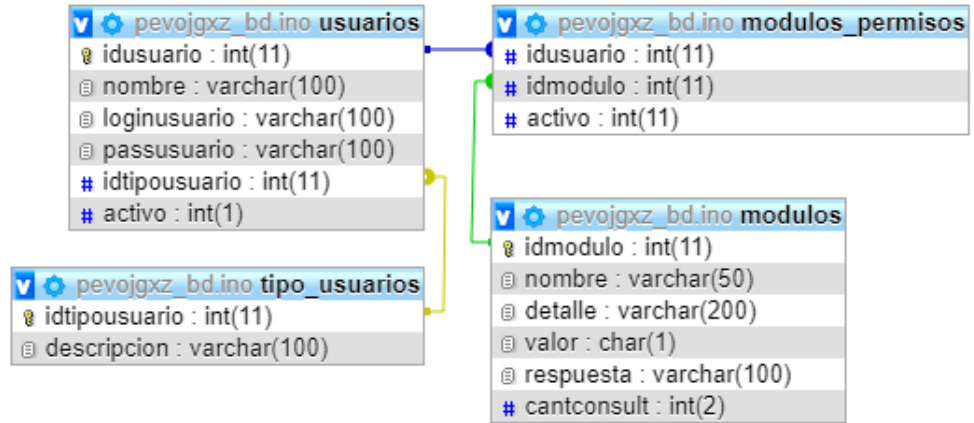 pevojgxz_bd.ino usuarios
idusuario : int(11)
nombre : varchar(100)
loginusuario : varchar(100)
passusuario : varchar(100)
idtipousuario : int(11)
activo : int(1)
pevojgxz_bd.ino modulos_permisos
idusuario : int(11)
idmodulo : int(11)
activo : int(11)
pevojgxz_bd.ino tipo_usuarios
idtipousuario : int(11)
descripcion : varchar(100)
pevojgxz_bd.ino modulos
idmodulo : int(11)
nombre : varchar(50)
detalle : varchar(200)
valor : char(1)
respuesta : varchar(100)
cantconsult : int(2)